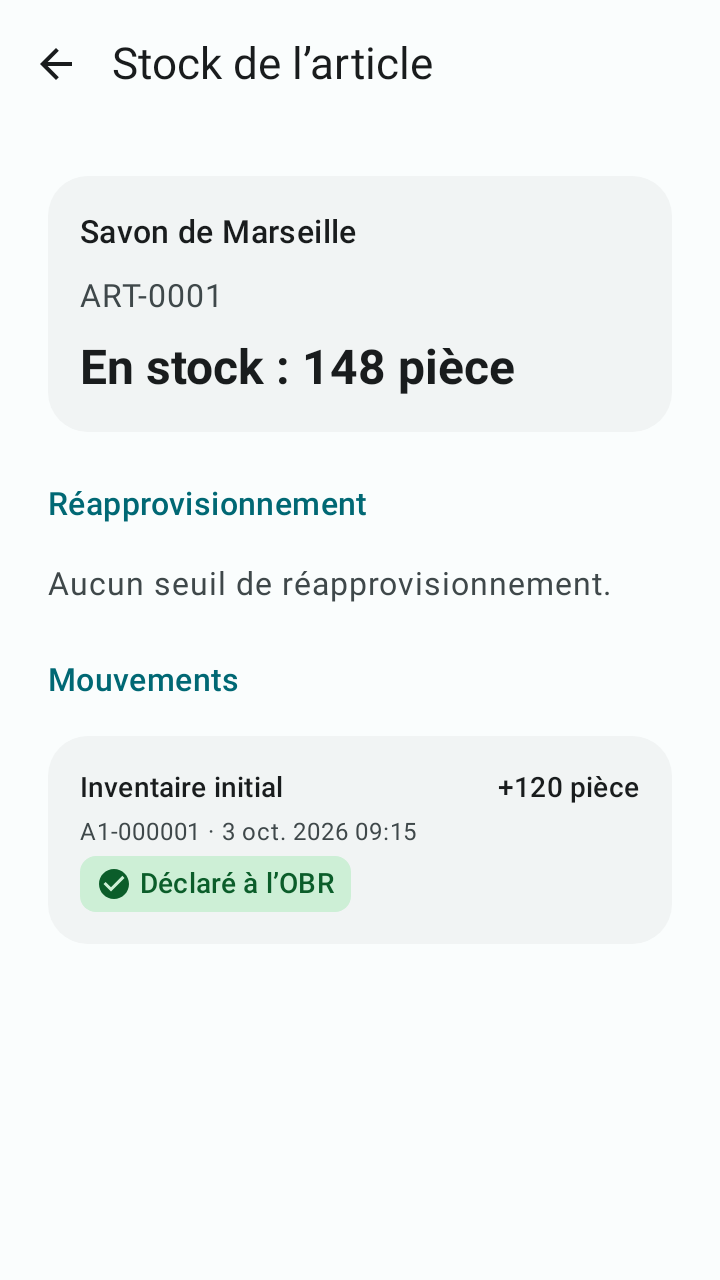 Stock de l’article
Savon de Marseille
ART-0001
En stock : 148 pièce
Réapprovisionnement
Aucun seuil de réapprovisionnement.
Mouvements
Inventaire initial +120 pièce
A1-000001 · 3 oct. 2026 09:15
Déclaré à l’OBR